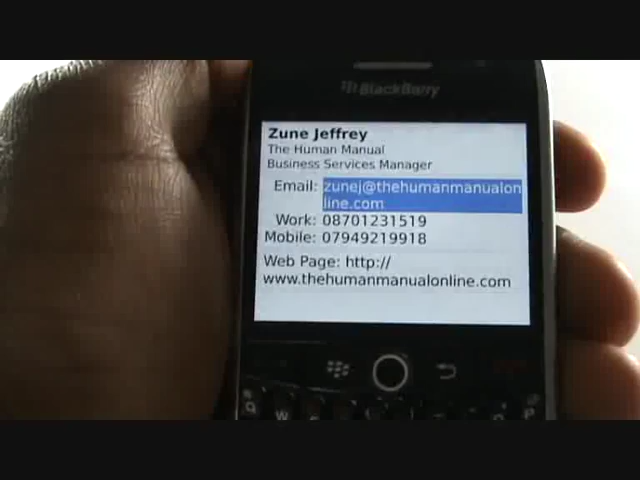 BlackBerry
Zune Jeffrey
The Human Manual
Business Services Manager
Email: zunej@thehumanmanualon
line.com
Work: 08701231519
Mobile: 07949219918
Web Page: http://
www.thehumanmanualonline.com
Q W P